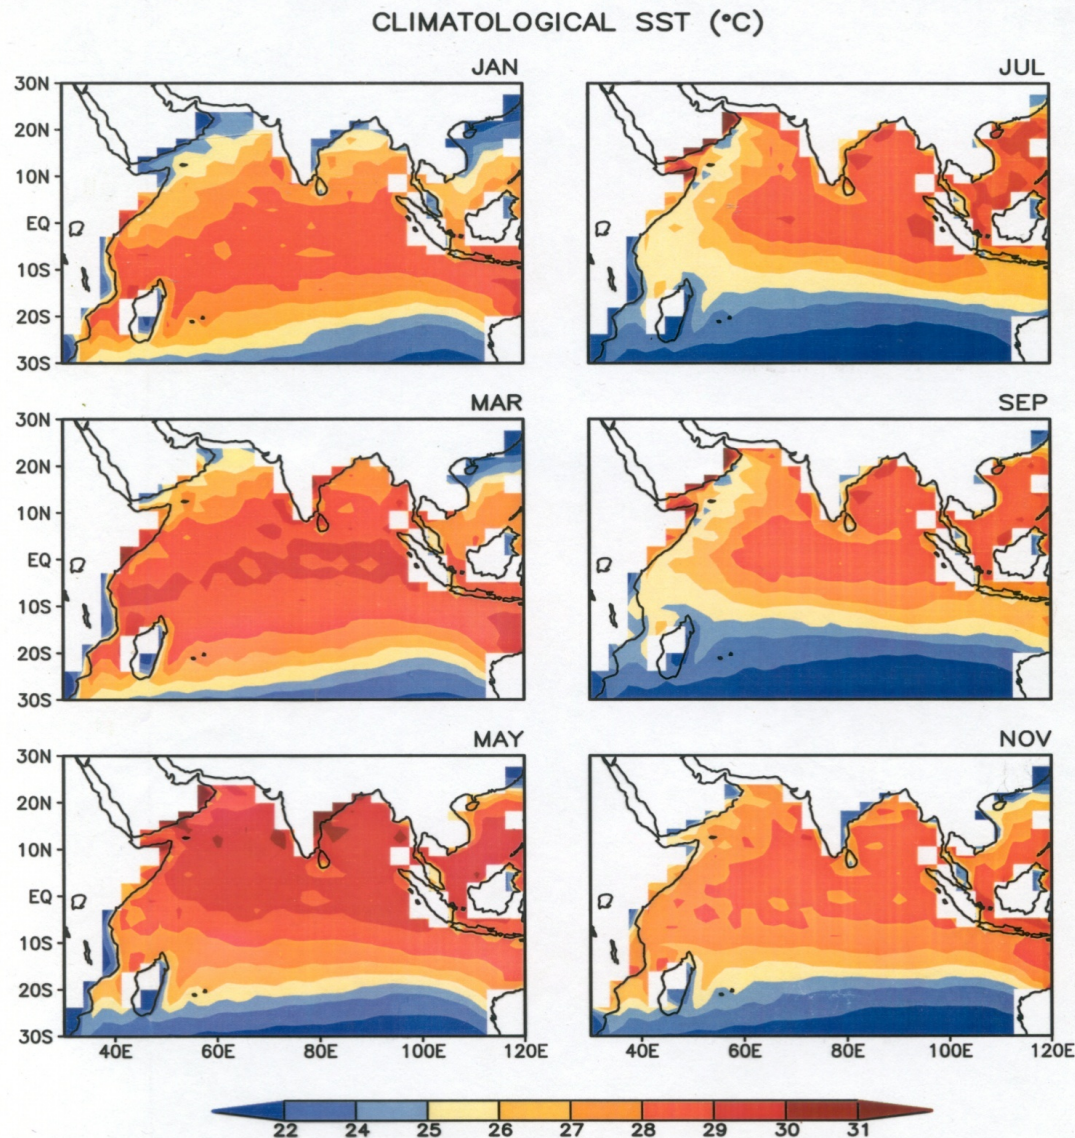 CLIMATOLOGICAL SST (°C)
JAN
30N
20N
10N
EQ
10S
20S
30S
JUL
MAR
30N
20N
10N
EQ
10S
20S
30S
SEP
MAY
30N
20N
10N
EQ
10S
20S
30S
40E 60E 80E 100E 120E
NOV
40E 60E 80E 100E 120E
22 24 25 26 27 28 29 30 31